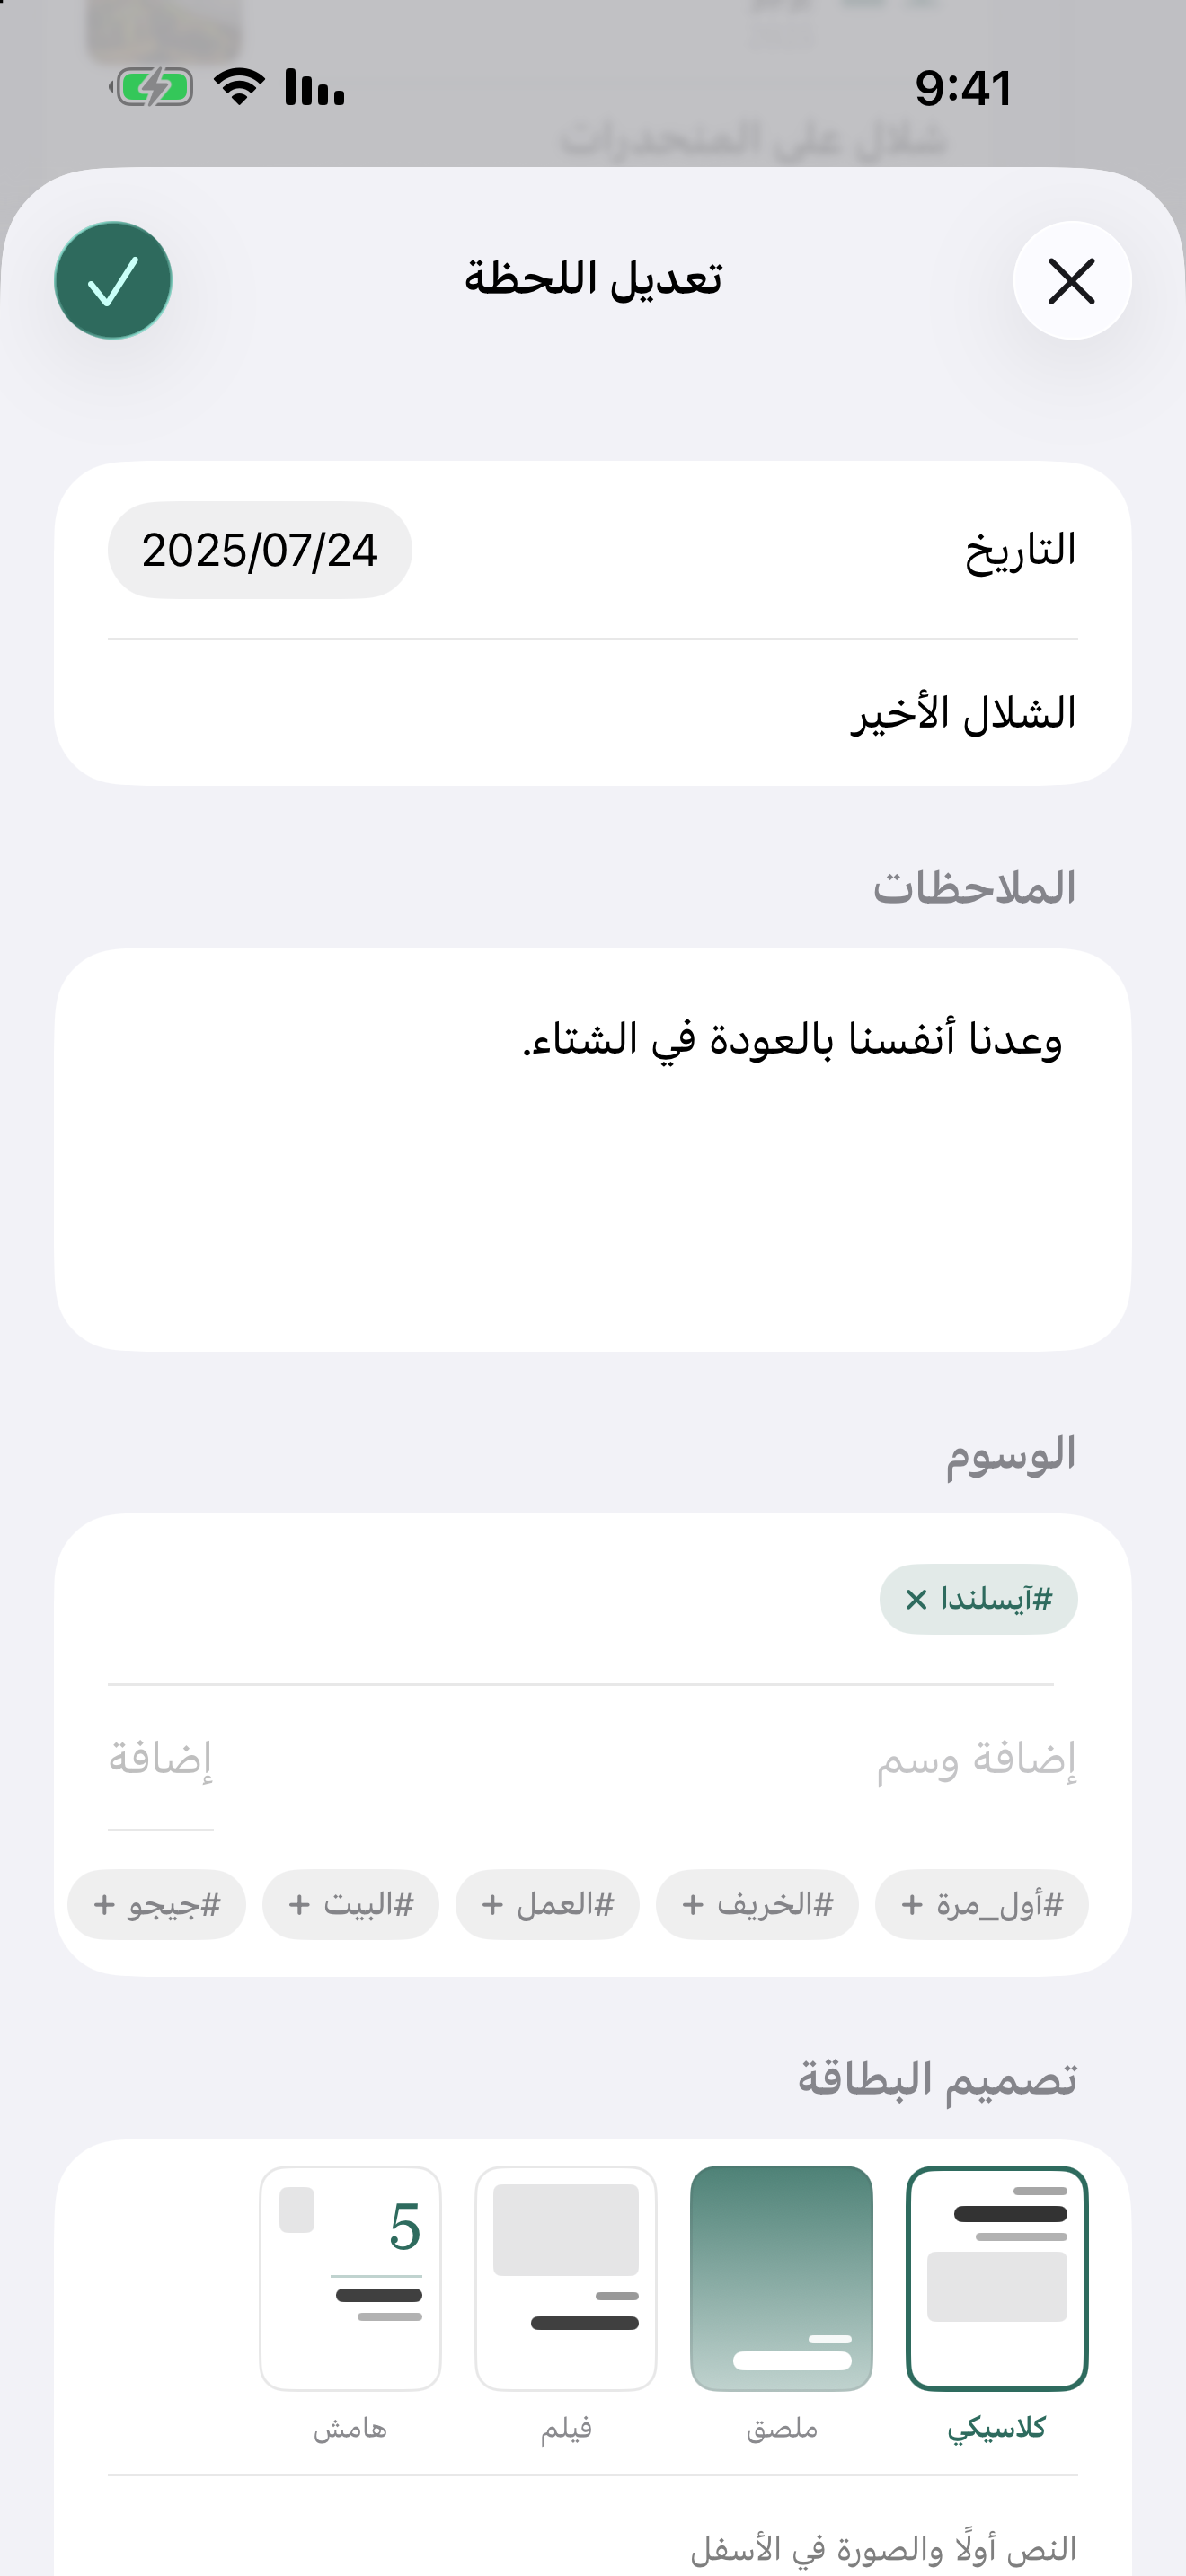 9:41
شلال على المنحدرات
تعديل اللحظة
التاريخ
2025/07/24
الشلال الأخير
الملاحظات
وعدنا أنفسنا بالعودة في الشتاء.
الوسوم
#آيسلندا ×
إضافة وسم
إضافة
#أول_مرة +
#الخريف +
#العمل +
#البيت +
#جيجو +
تصميم البطاقة
5
كلاسيكي
ملصق
فيلم
هامش
النص أولًا والصورة في الأسفل